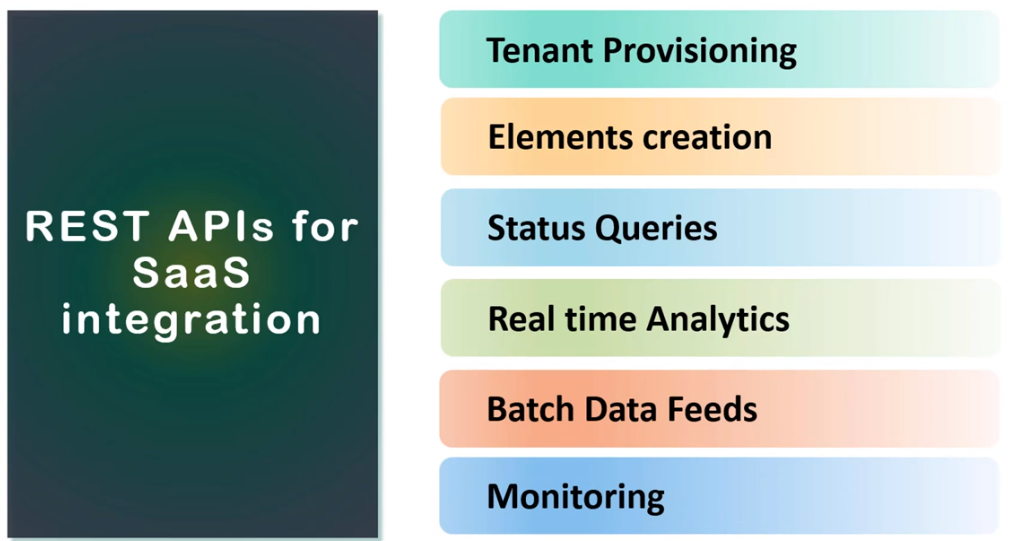 REST APIs for
SaaS
integration
Tenant Provisioning
Elements creation
Status Queries
Real time Analytics
Batch Data Feeds
Monitoring